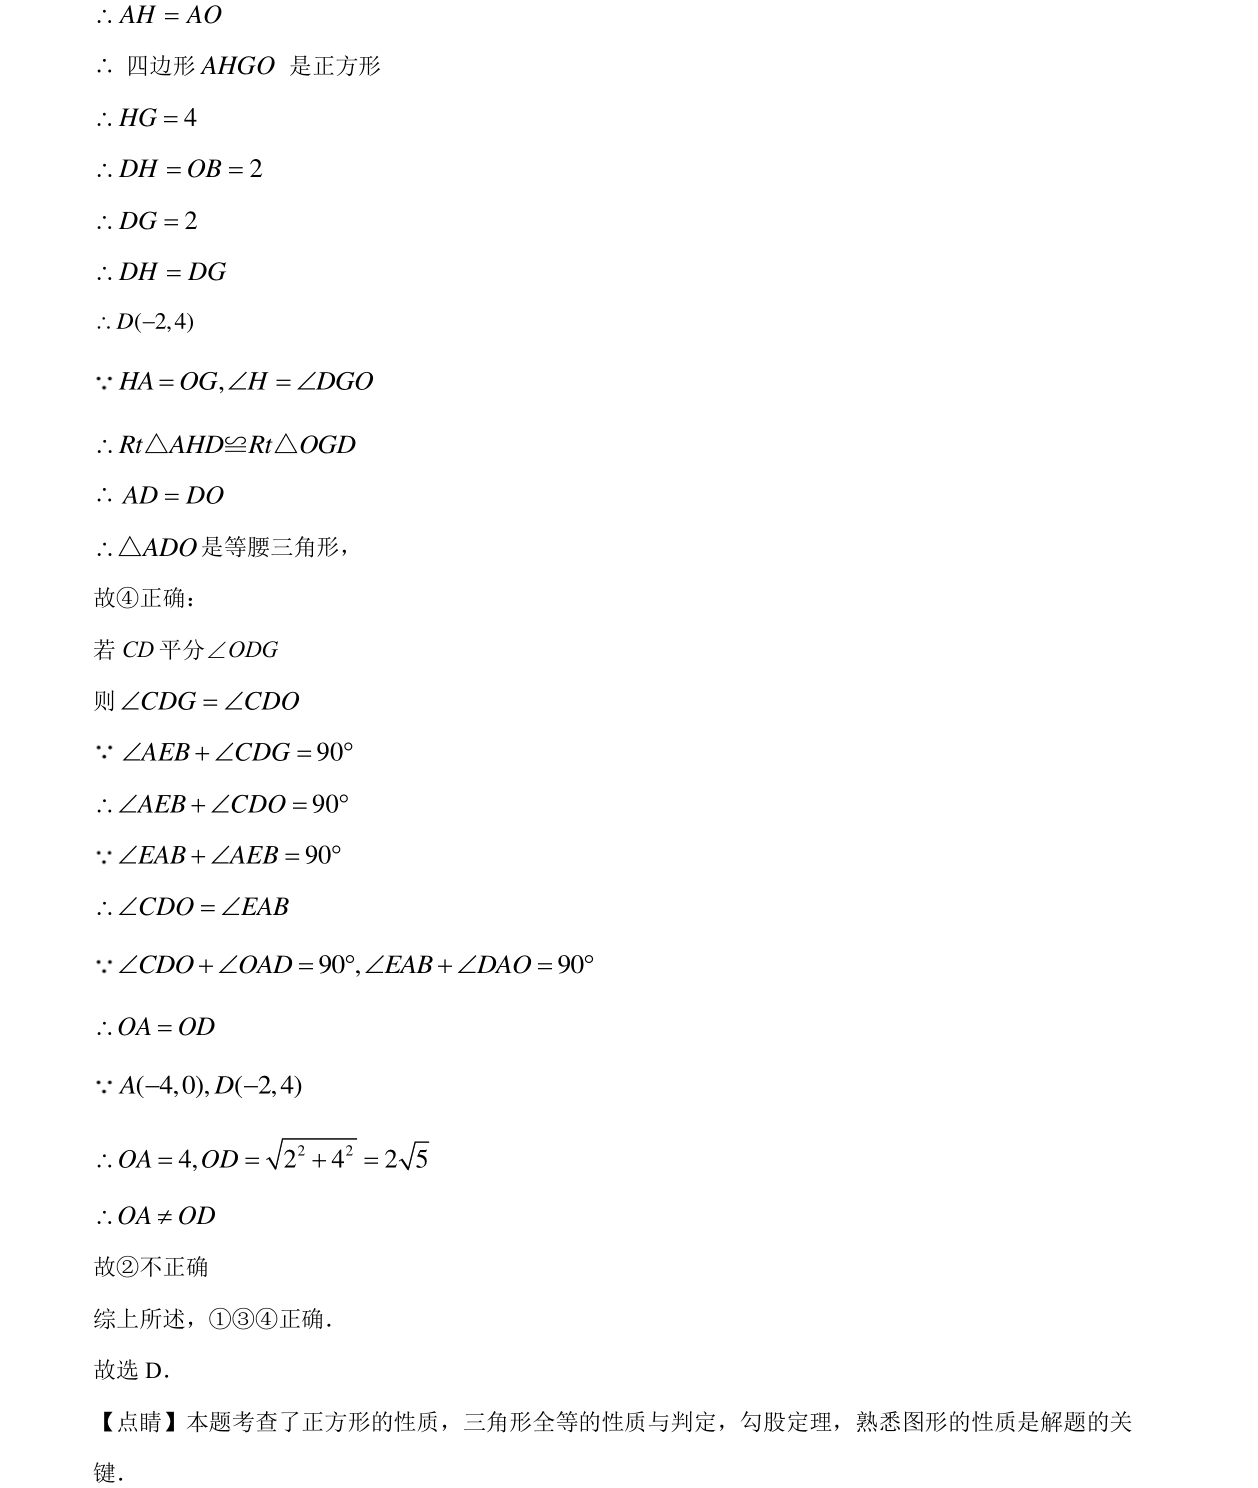 ∴AH = AO
∴ 四边形 AHGO 是正方形
∴HG = 4
∴DH = OB = 2
∴DG = 2
∴DH = DG
∴D(−2,4)
∵HA = OG,∠H = ∠DGO
∴Rt△AHD≌Rt△OGD
∴ AD = DO
∴△ADO是等腰三角形，
故④正确：
若 CD 平分∠ODG
则∠CDG = ∠CDO
∵ ∠AEB + ∠CDG = 90°
∴∠AEB + ∠CDO = 90°
∵∠EAB + ∠AEB = 90°
∴∠CDO = ∠EAB
∵∠CDO + ∠OAD = 90°,∠EAB + ∠DAO = 90°
∴OA = OD
∵A(−4,0),D(−2,4)
∴OA = 4,OD = √(2² + 4²) = 2√5
∴OA ≠ OD
故②不正确
综上所述，①③④正确．
故选 D．
【点睛】本题考查了正方形的性质，三角形全等的性质与判定，勾股定理，熟悉图形的性质是解题的关
键．